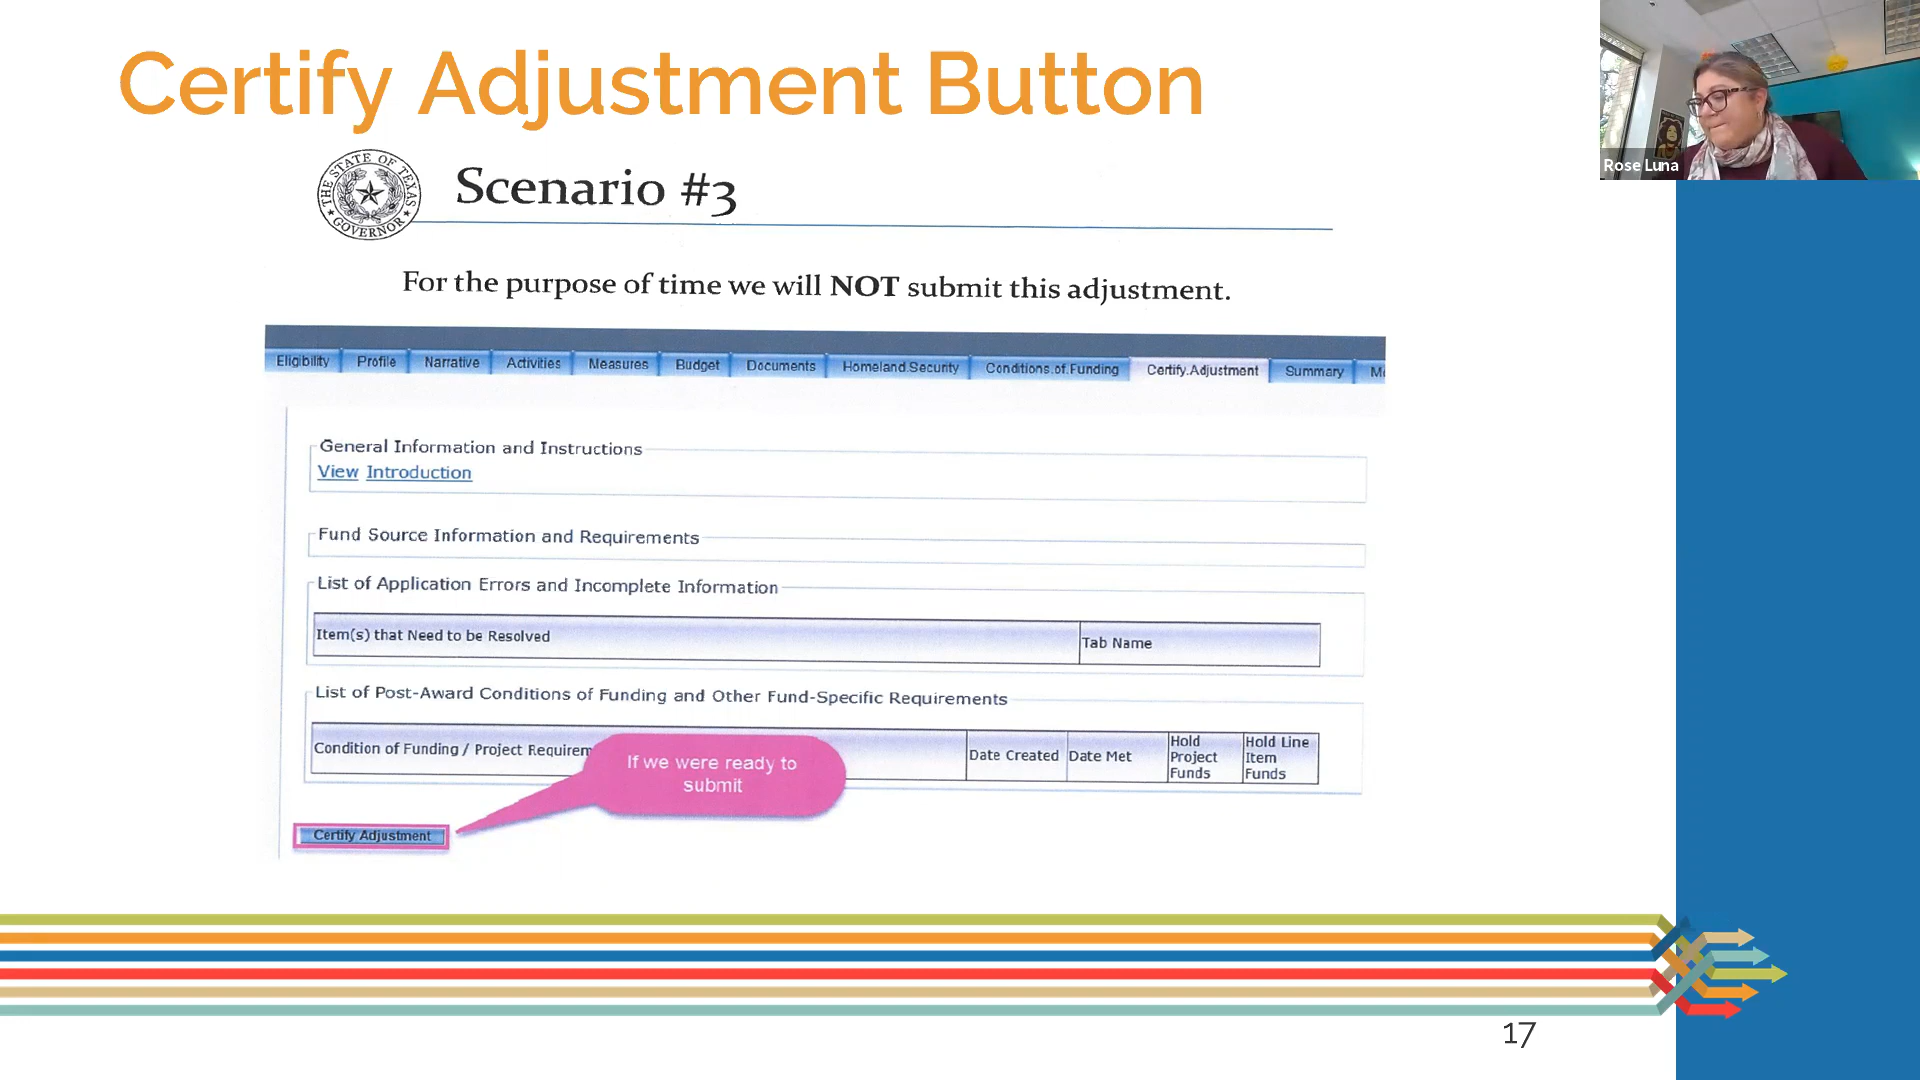 Certify Adjustment Button
Rose Luna
THE STATE OF TEXAS
GOVERNOR
Scenario #3
For the purpose of time we will NOT submit this adjustment.
Eligibility Profile Narrative Activities Measures Budget Documents Homeland.Security Conditions.of.Funding Certify.Adjustment Summary
General Information and Instructions
View Introduction
Fund Source Information and Requirements
List of Application Errors and Incomplete Information
Item(s) that Need to be Resolved Tab Name
List of Post-Award Conditions of Funding and Other Fund-Specific Requirements
Condition of Funding / Project Requirem Date Created Date Met Hold Project Funds Hold Line Item Funds
If we were ready to
submit
Certify Adjustment
17